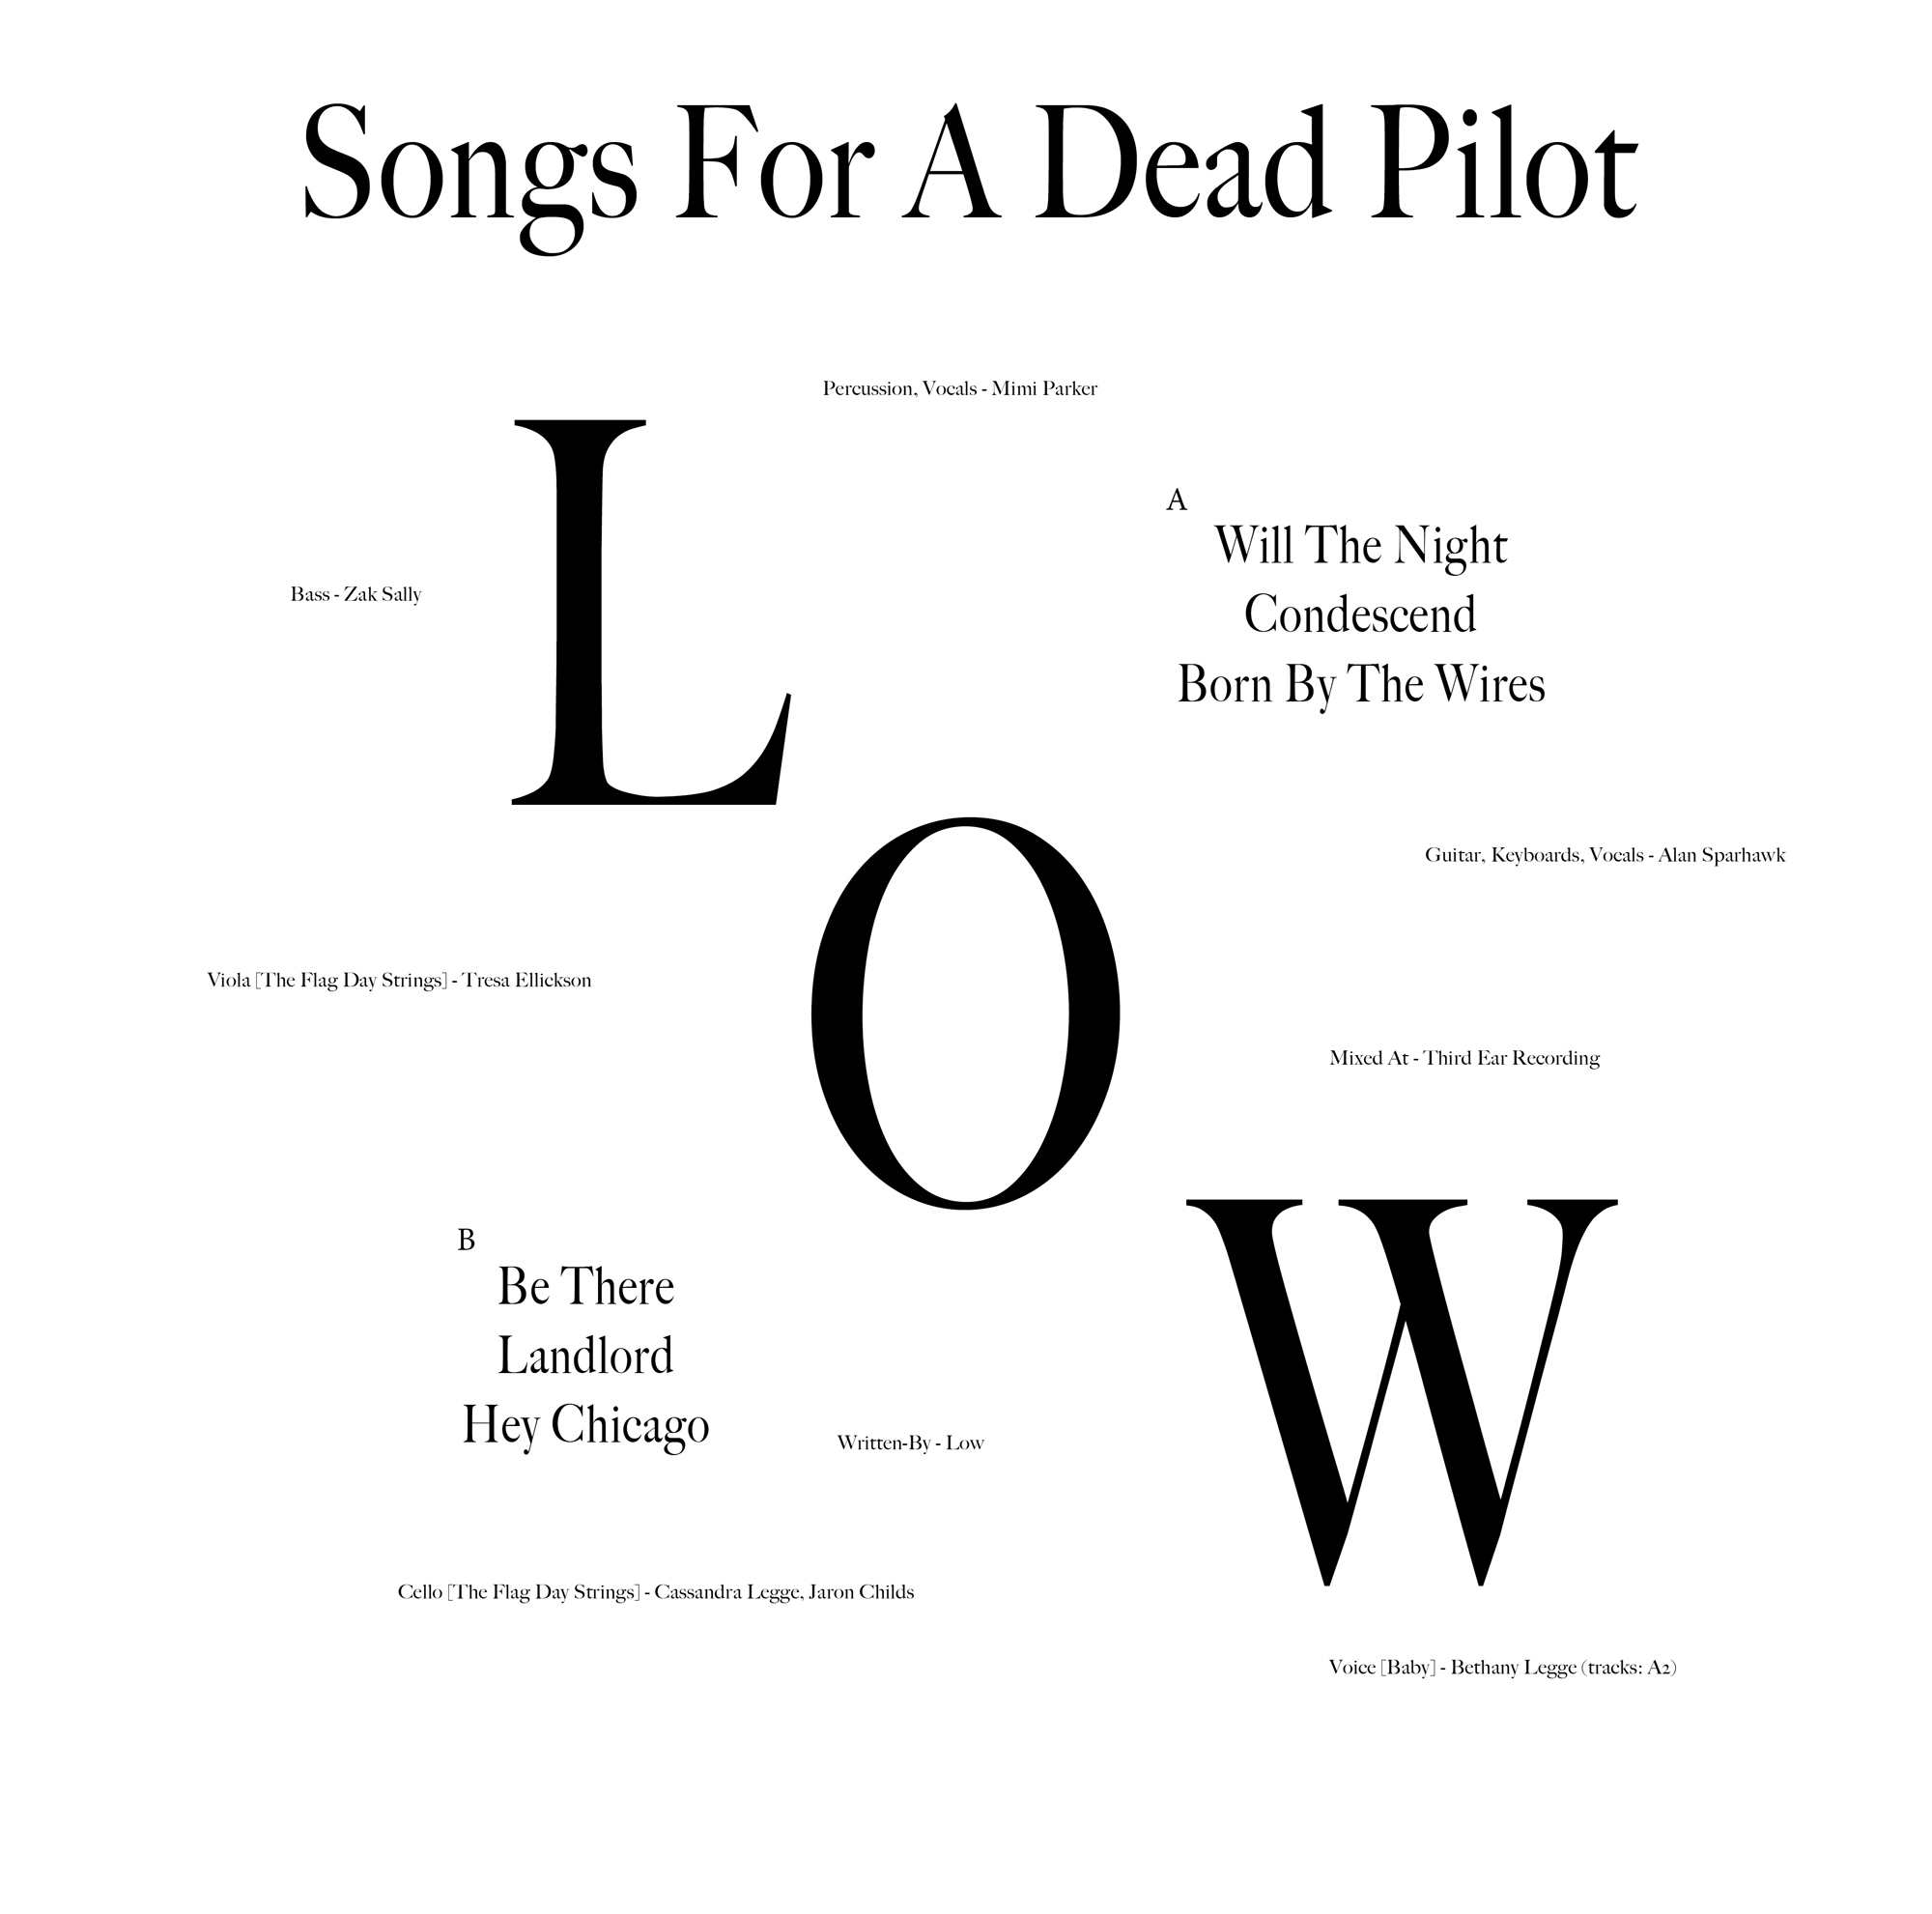 Songs For A Dead Pilot
Percussion, Vocals - Mimi Parker
L
A
Will The Night
Condescend
Born By The Wires
Bass - Zak Sally
O
Guitar, Keyboards, Vocals - Alan Sparhawk
Viola [The Flag Day Strings] - Tresa Ellickson
Mixed At - Third Ear Recording
W
B
Be There
Landlord
Hey Chicago
Written-By - Low
Cello [The Flag Day Strings] - Cassandra Legge, Jaron Childs
Voice [Baby] - Bethany Legge (tracks: A2)